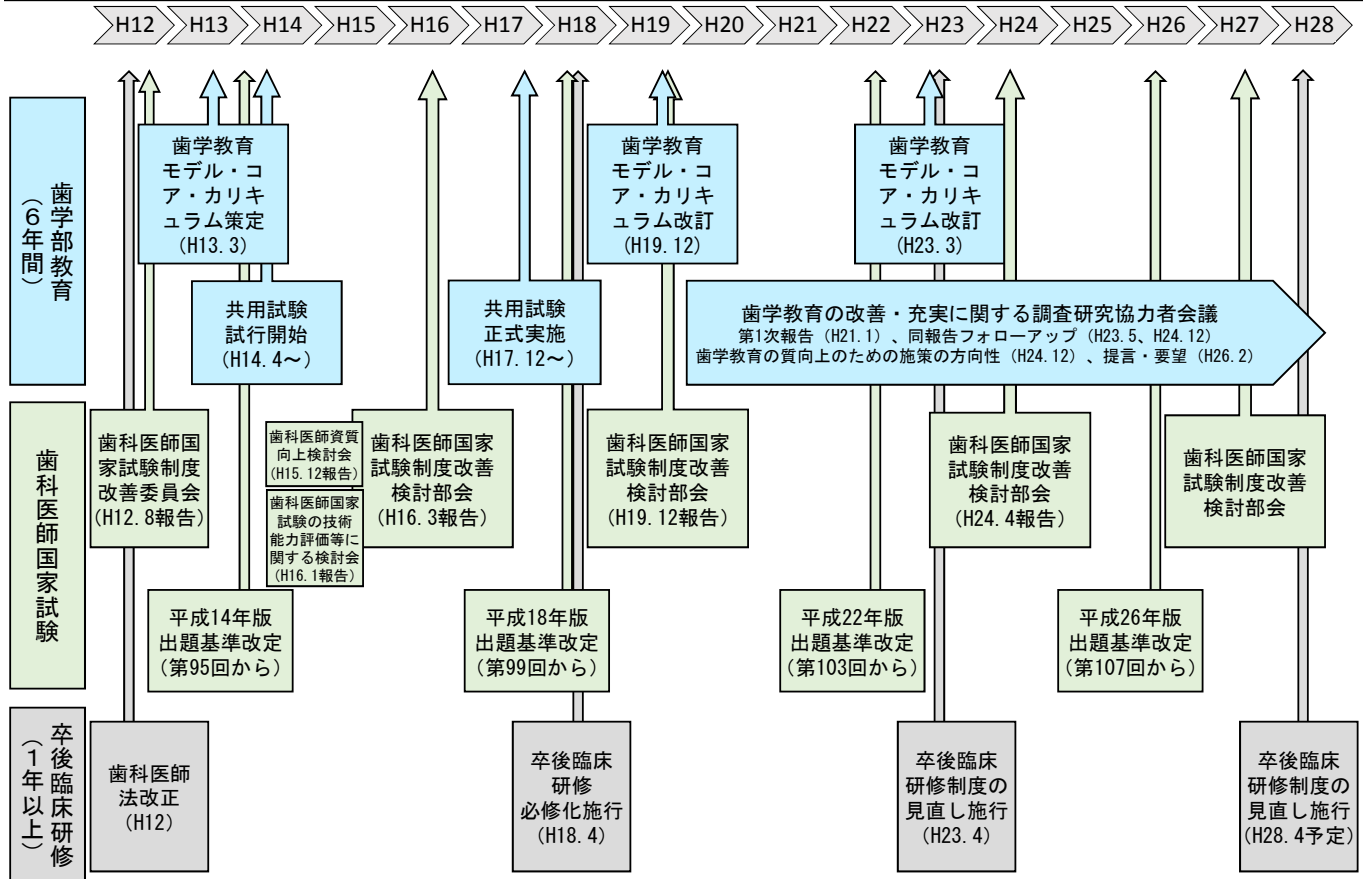 H12
H13
H14
H15
H16
H17
H18
H19
H20
H21
H22
H23
H24
H25
H26
H27
H28
歯学部教育
（６年間）
歯学教育
モデル・コ
ア・カリキ
ュラム策定
(H13.3)
歯学教育
モデル・コ
ア・カリキ
ュラム改訂
(H19.12)
歯学教育
モデル・コ
ア・カリキ
ュラム改訂
(H23.3)
共用試験
試行開始
(H14.4～)
共用試験
正式実施
(H17.12～)
歯学教育の改善・充実に関する調査研究協力者会議
第1次報告（H21.1）、同報告フォローアップ（H23.5、H24.12）
歯学教育の質向上のための施策の方向性（H24.12）、提言・要望（H26.2）
歯科医師国家試験
歯科医師国
家試験制度
改善委員会
(H12.8報告)
歯科医師資質
向上検討会
(H15.12報告)
歯科医師国家
試験の技術
能力評価等に
関する検討会
(H16.1報告)
歯科医師国家
試験制度改善
検討部会
(H16.3報告)
歯科医師国家
試験制度改善
検討部会
(H19.12報告)
歯科医師国家
試験制度改善
検討部会
(H24.4報告)
歯科医師国家
試験制度改善
検討部会
平成14年版
出題基準改定
(第95回から)
平成18年版
出題基準改定
(第99回から)
平成22年版
出題基準改定
(第103回から)
平成26年版
出題基準改定
(第107回から)
卒後臨床研修
（１年以上）
歯科医師
法改正
(H12)
卒後臨床
研修
必修化施行
(H18.4)
卒後臨床
研修制度の
見直し施行
(H23.4)
卒後臨床
研修制度の
見直し施行
(H28.4予定)